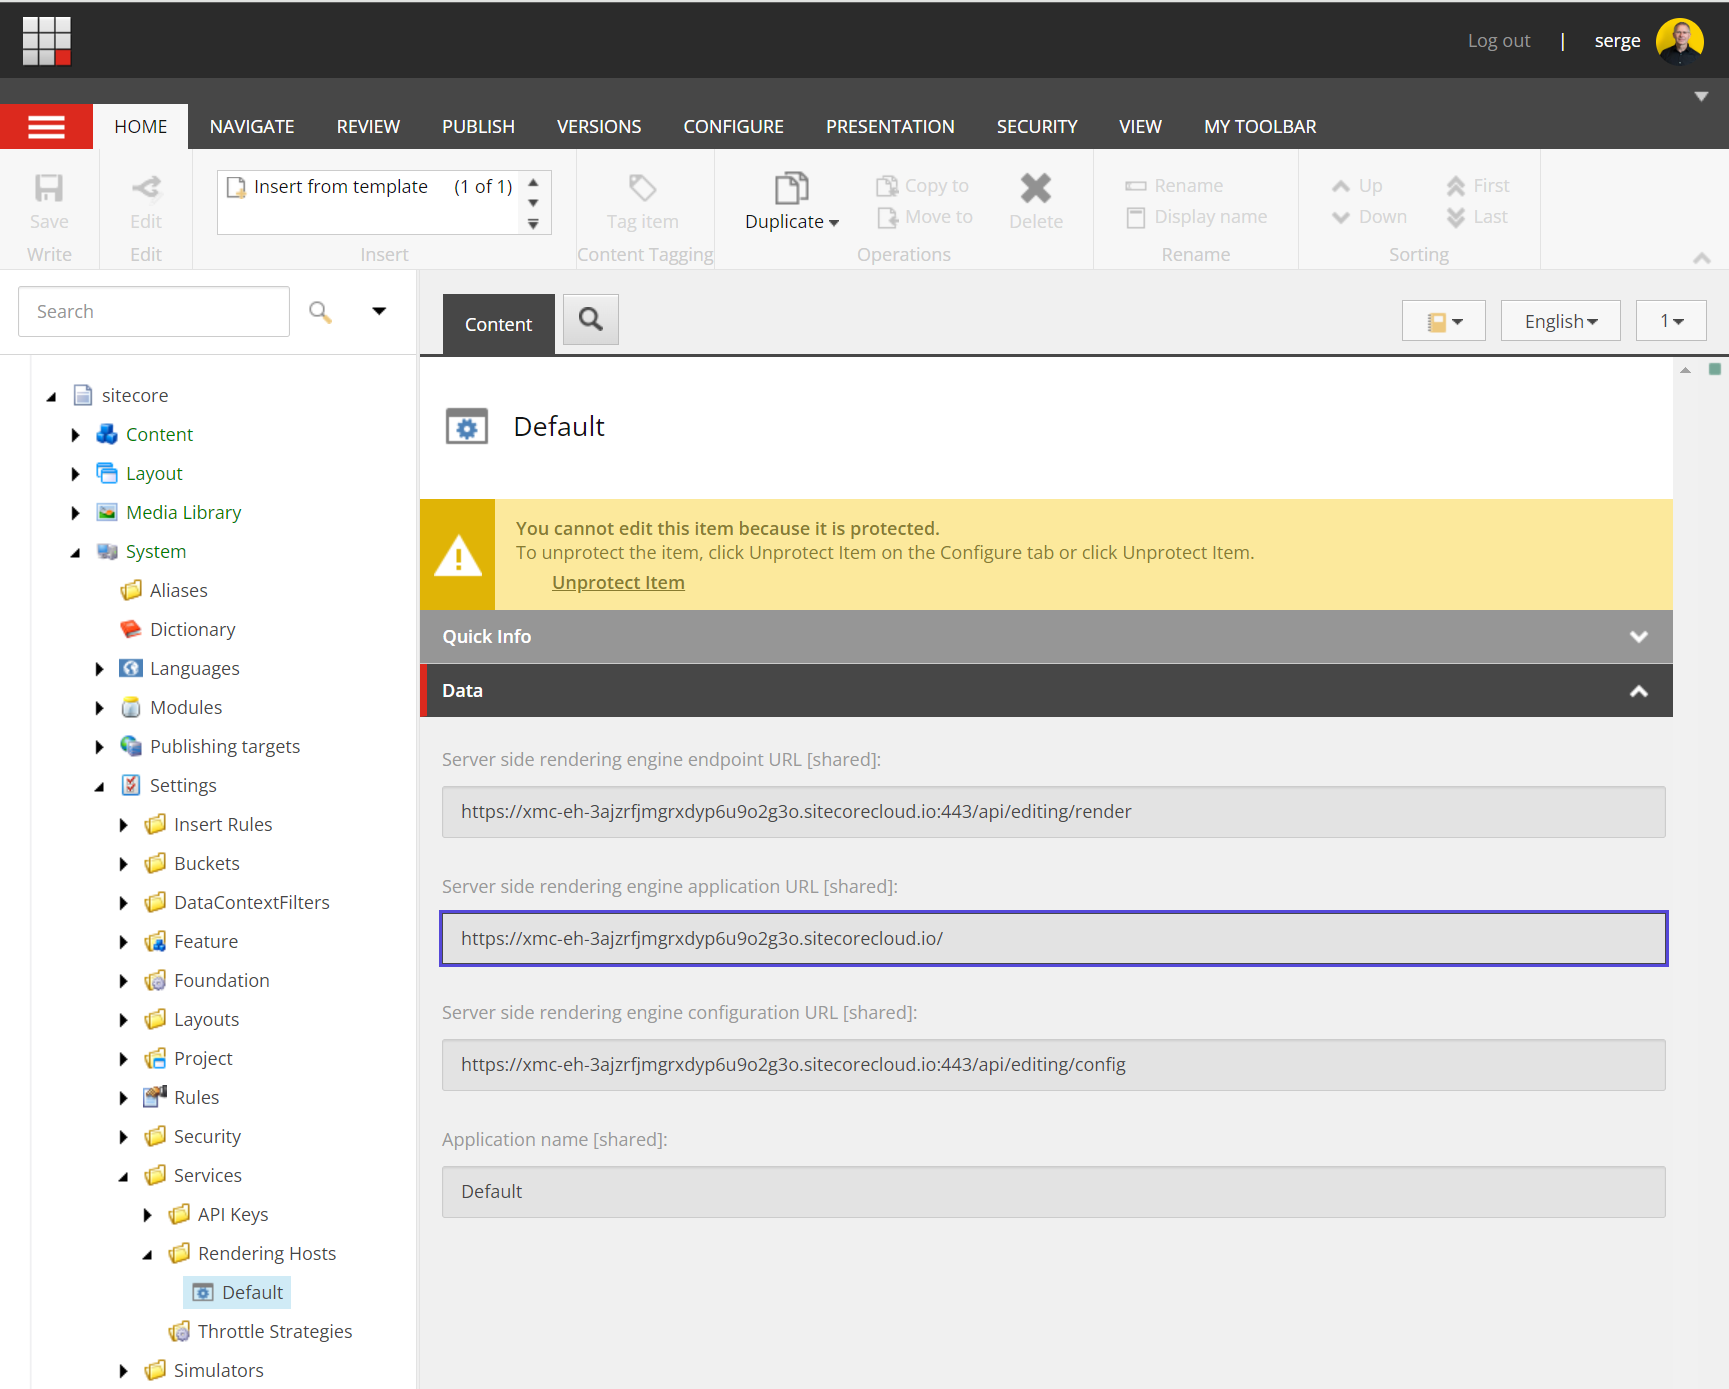 Log out | serge
HOME NAVIGATE REVIEW PUBLISH VERSIONS CONFIGURE PRESENTATION SECURITY VIEW MY TOOLBAR
Save
Write
Edit
Edit
Insert from template (1 of 1)
Insert
Tag item
Content Tagging
Duplicate
Copy to
Move to
Delete
Operations
Rename
Display name
Rename
Up
Down
First
Last
Sorting
Search
sitecore
Content
Layout
Media Library
System
Aliases
Dictionary
Languages
Modules
Publishing targets
Settings
Insert Rules
Buckets
DataContextFilters
Feature
Foundation
Layouts
Project
Rules
Security
Services
API Keys
Rendering Hosts
Default
Throttle Strategies
Simulators
Content
English
1
Default
You cannot edit this item because it is protected.
To unprotect the item, click Unprotect Item on the Configure tab or click Unprotect Item.
Unprotect Item
Quick Info
Data
Server side rendering engine endpoint URL [shared]:
https://xmc-eh-3ajzrfjmgrxdyp6u9o2g3o.sitecorecloud.io:443/api/editing/render
Server side rendering engine application URL [shared]:
https://xmc-eh-3ajzrfjmgrxdyp6u9o2g3o.sitecorecloud.io/
Server side rendering engine configuration URL [shared]:
https://xmc-eh-3ajzrfjmgrxdyp6u9o2g3o.sitecorecloud.io:443/api/editing/config
Application name [shared]:
Default